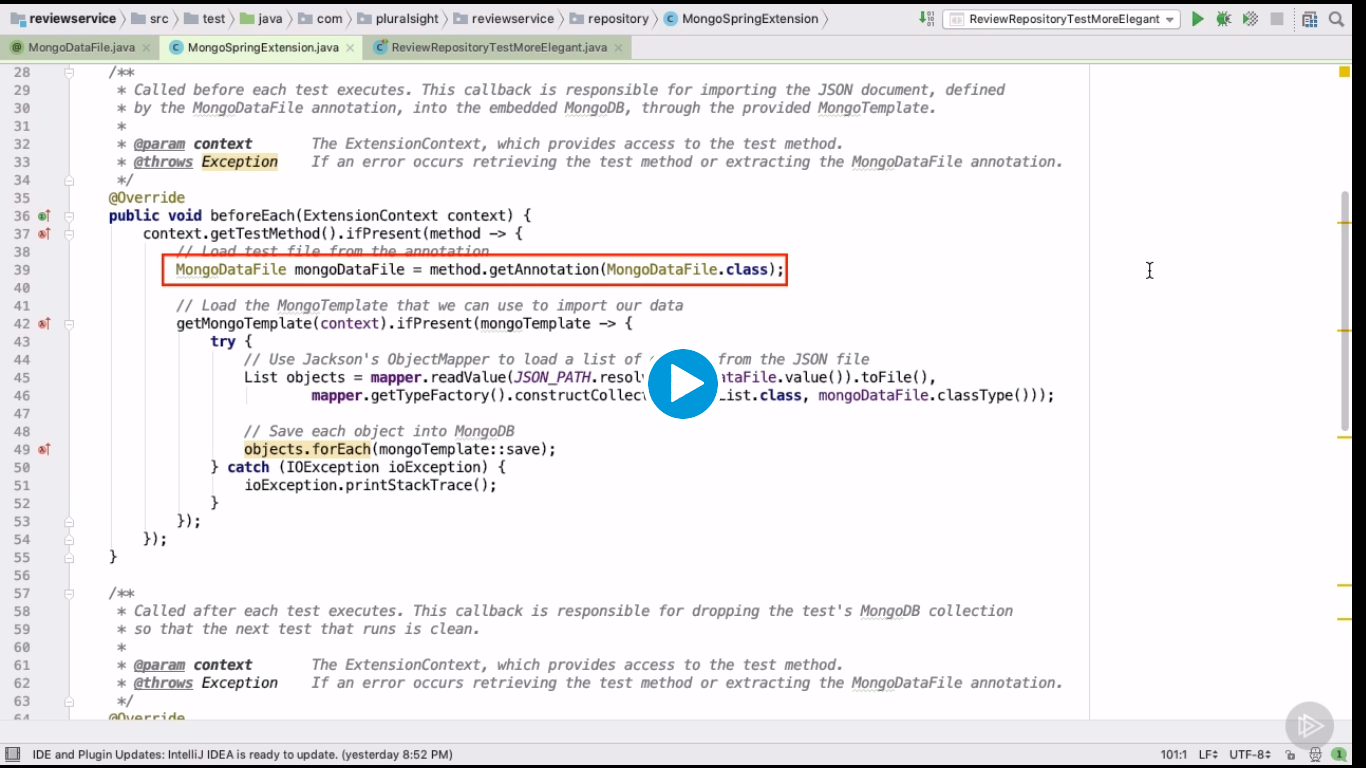 reviewservice src test java com pluralsight reviewservice repository MongoSpringExtension ReviewRepositoryTestMoreElegant
MongoDataFile.java MongoSpringExtension.java ReviewRepositoryTestMoreElegant.java
28 /**
29 * Called before each test executes. This callback is responsible for importing the JSON document, defined
30 * by the MongoDataFile annotation, into the embedded MongoDB, through the provided MongoTemplate.
31 *
32 * @param context The ExtensionContext, which provides access to the test method.
33 * @throws Exception If an error occurs retrieving the test method or extracting the MongoDataFile annotation.
34 */
35 @Override
36 public void beforeEach(ExtensionContext context) {
37 context.getTestMethod().ifPresent(method -> {
38 // Load test file from the annotation
39 MongoDataFile mongoDataFile = method.getAnnotation(MongoDataFile.class);
40
41 // Load the MongoTemplate that we can use to import our data
42 getMongoTemplate(context).ifPresent(mongoTemplate -> {
43 try {
44 // Use Jackson's ObjectMapper to load a list of from the JSON file
45 List objects = mapper.readValue(JSON_PATH.resol ataFile.value()).toFile(),
46 mapper.getTypeFactory().constructCollec List.class, mongoDataFile.classType()));
47
48 // Save each object into MongoDB
49 objects.forEach(mongoTemplate::save);
50 } catch (IOException ioException) {
51 ioException.printStackTrace();
52 }
53 });
54 });
55 }
56
57 /**
58 * Called after each test executes. This callback is responsible for dropping the test's MongoDB collection
59 * so that the next test that runs is clean.
60 *
61 * @param context The ExtensionContext, which provides access to the test method.
62 * @throws Exception If an error occurs retrieving the test method or extracting the MongoDataFile annotation.
63 */
64 @Override
IDE and Plugin Updates: IntelliJ IDEA is ready to update. (yesterday 8:52 PM) 101:1 LF UTF-8 1